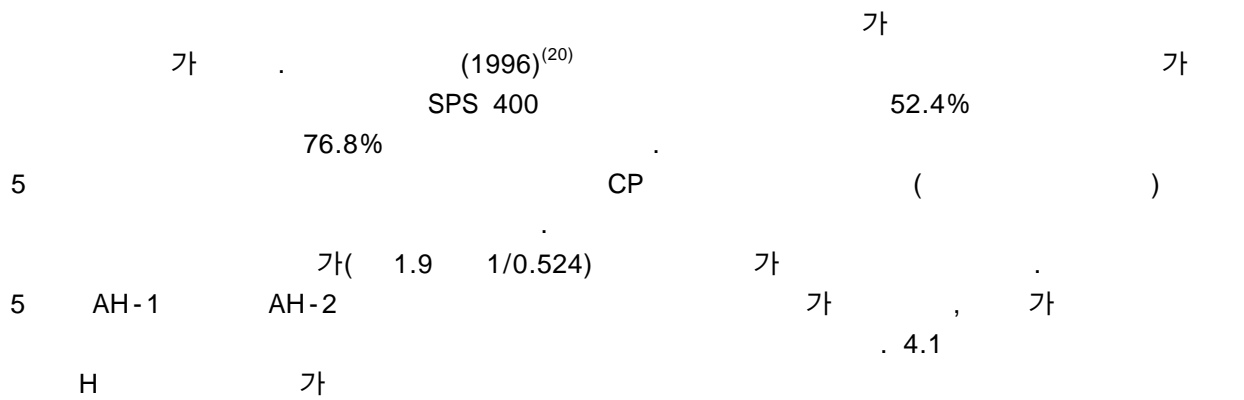 가
가 . (1996)(20) 가
SPS 400 52.4%
76.8% .
5 CP ( )
.
가( 1.9 1/0.524) 가 .
5 AH-1 AH-2 가 , 가
. 4.1
H 가